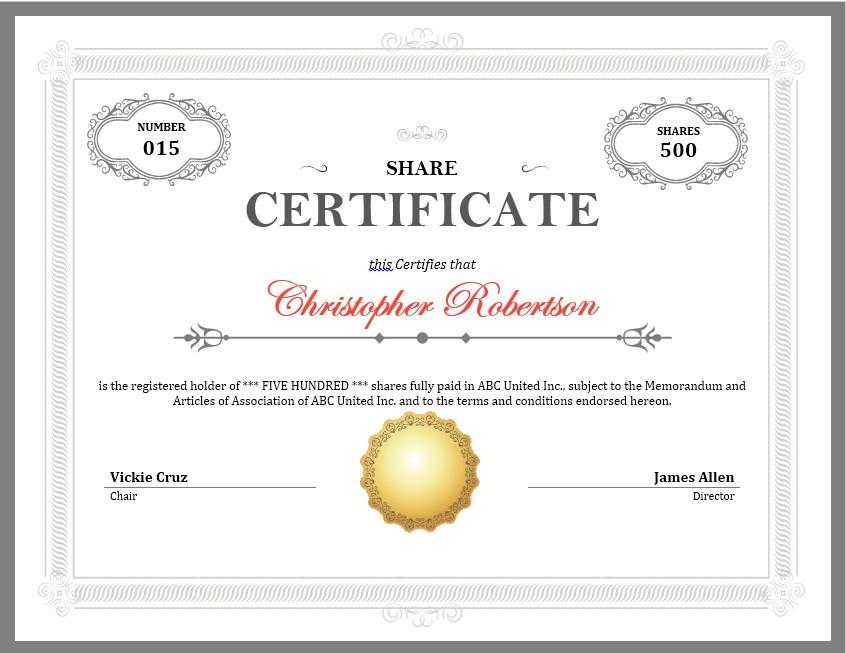 NUMBER
015
SHARES
500
SHARE
CERTIFICATE
this Certifies that
Christopher Robertson
is the registered holder of *** FIVE HUNDRED *** shares fully paid in ABC United Inc., subject to the Memorandum and
Articles of Association of ABC United Inc. and to the terms and conditions endorsed hereon.
Vickie Cruz
Chair
James Allen
Director